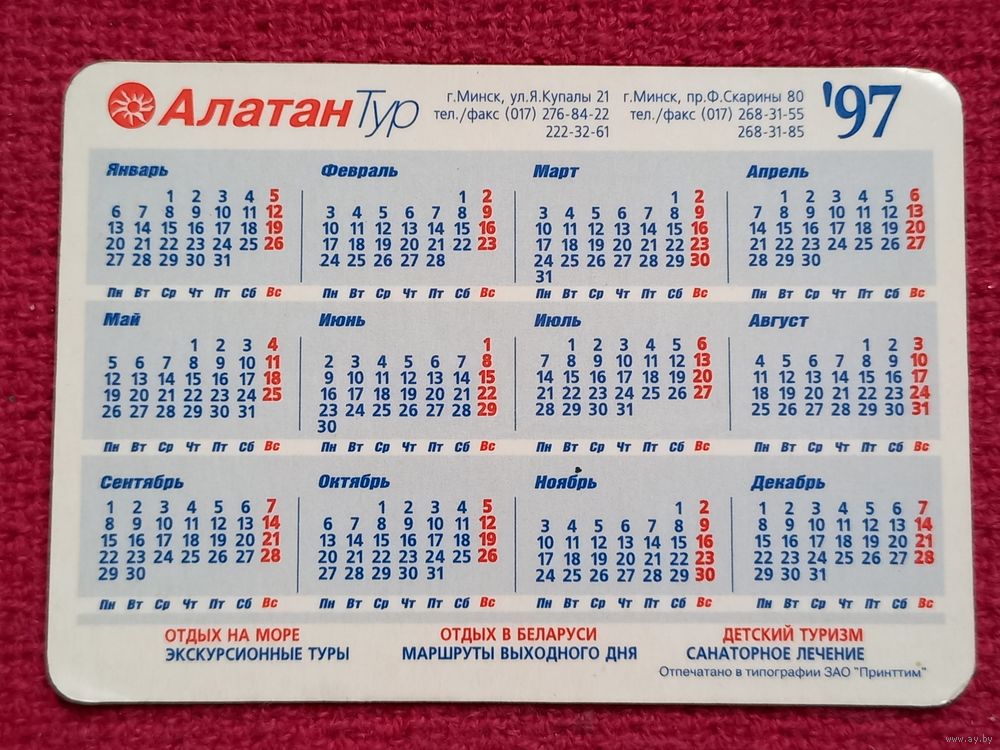 Алатан Тур
г.Минск, ул.Я.Купалы 21
тел./факс (017) 276-84-22
222-32-61
г.Минск, пр.Ф.Скарины 80
тел./факс (017) 268-31-55
268-31-85
'97
Январь
1 2 3 4 5
6 7 8 9 10 11 12
13 14 15 16 17 18 19
20 21 22 23 24 25 26
27 28 29 30 31
Пн Вт Ср Чт Пт Сб Вс
Февраль
1 2
3 4 5 6 7 8 9
10 11 12 13 14 15 16
17 18 19 20 21 22 23
24 25 26 27 28
Пн Вт Ср Чт Пт Сб Вс
Март
1 2
3 4 5 6 7 8 9
10 11 12 13 14 15 16
17 18 19 20 21 22 23
24 25 26 27 28 29 30
31
Пн Вт Ср Чт Пт Сб Вс
Апрель
1 2 3 4 5 6
7 8 9 10 11 12 13
14 15 16 17 18 19 20
21 22 23 24 25 26 27
28 29 30
Пн Вт Ср Чт Пт Сб Вс
Май
1 2 3 4
5 6 7 8 9 10 11
12 13 14 15 16 17 18
19 20 21 22 23 24 25
26 27 28 29 30 31
Пн Вт Ср Чт Пт Сб Вс
Июнь
1
2 3 4 5 6 7 8
9 10 11 12 13 14 15
16 17 18 19 20 21 22
23 24 25 26 27 28 29
30
Пн Вт Ср Чт Пт Сб Вс
Июль
1 2 3 4 5 6
7 8 9 10 11 12 13
14 15 16 17 18 19 20
21 22 23 24 25 26 27
28 29 30 31
Пн Вт Ср Чт Пт Сб Вс
Август
1 2 3
4 5 6 7 8 9 10
11 12 13 14 15 16 17
18 19 20 21 22 23 24
25 26 27 28 29 30 31
Пн Вт Ср Чт Пт Сб Вс
Сентябрь
1 2 3 4 5 6 7
8 9 10 11 12 13 14
15 16 17 18 19 20 21
22 23 24 25 26 27 28
29 30
Пн Вт Ср Чт Пт Сб Вс
Октябрь
1 2 3 4 5
6 7 8 9 10 11 12
13 14 15 16 17 18 19
20 21 22 23 24 25 26
27 28 29 30 31
Пн Вт Ср Чт Пт Сб Вс
Ноябрь
1 2
3 4 5 6 7 8 9
10 11 12 13 14 15 16
17 18 19 20 21 22 23
24 25 26 27 28 29 30
Пн Вт Ср Чт Пт Сб Вс
Декабрь
1 2 3 4 5 6 7
8 9 10 11 12 13 14
15 16 17 18 19 20 21
22 23 24 25 26 27 28
29 30 31
Пн Вт Ср Чт Пт Сб Вс
ОТДЫХ НА МОРЕ
ЭКСКУРСИОННЫЕ ТУРЫ
ОТДЫХ В БЕЛАРУСИ
МАРШРУТЫ ВЫХОДНОГО ДНЯ
ДЕТСКИЙ ТУРИЗМ
САНАТОРНОЕ ЛЕЧЕНИЕ
Отпечатано в типографии ЗАО "Принттим"
www.ay.by